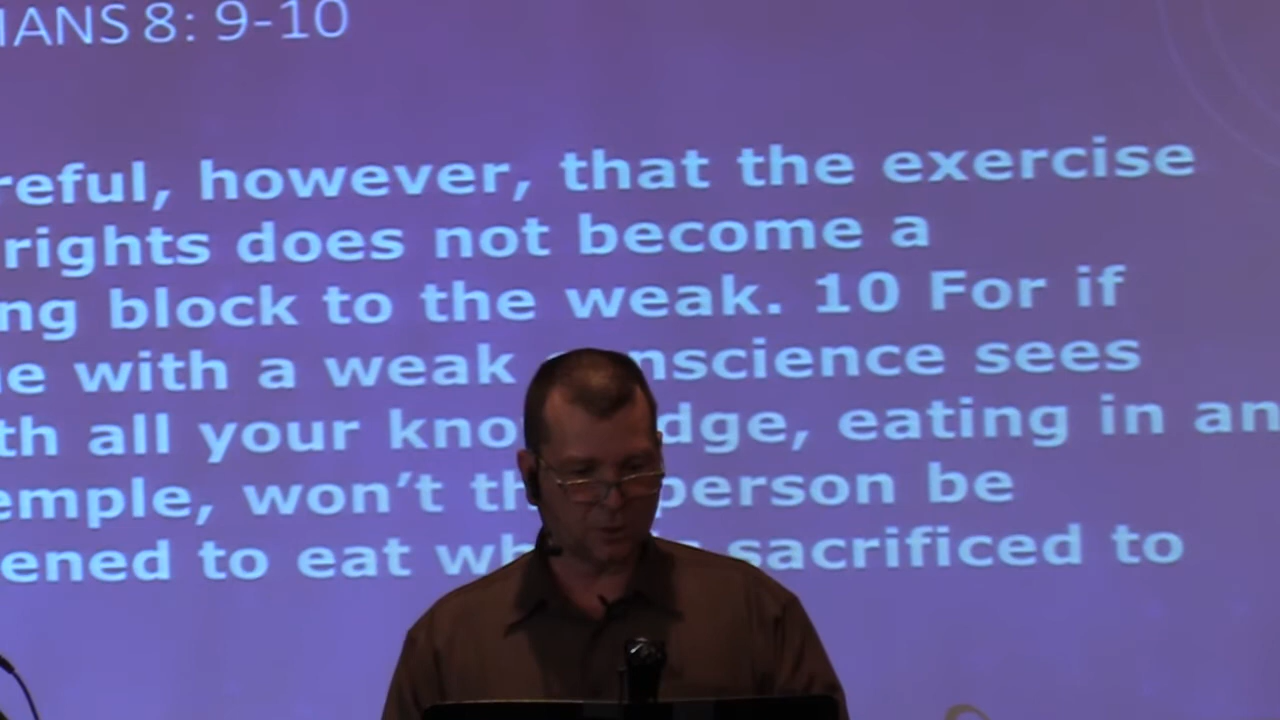 IANS 8: 9-10
reful, however, that the exercise
rights does not become a
ng block to the weak. 10 For if
e with a weak nscience sees
th all your kno dge, eating in an
emple, won’t th person be
ened to eat wh s sacrificed to